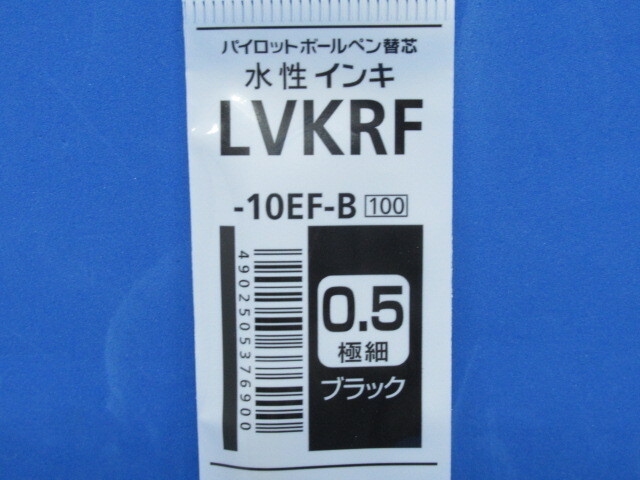 パイロットボールペン替芯
水性インキ
LVKRF
-10EF-B 100
4902505376900
0.5
極細
ブラック